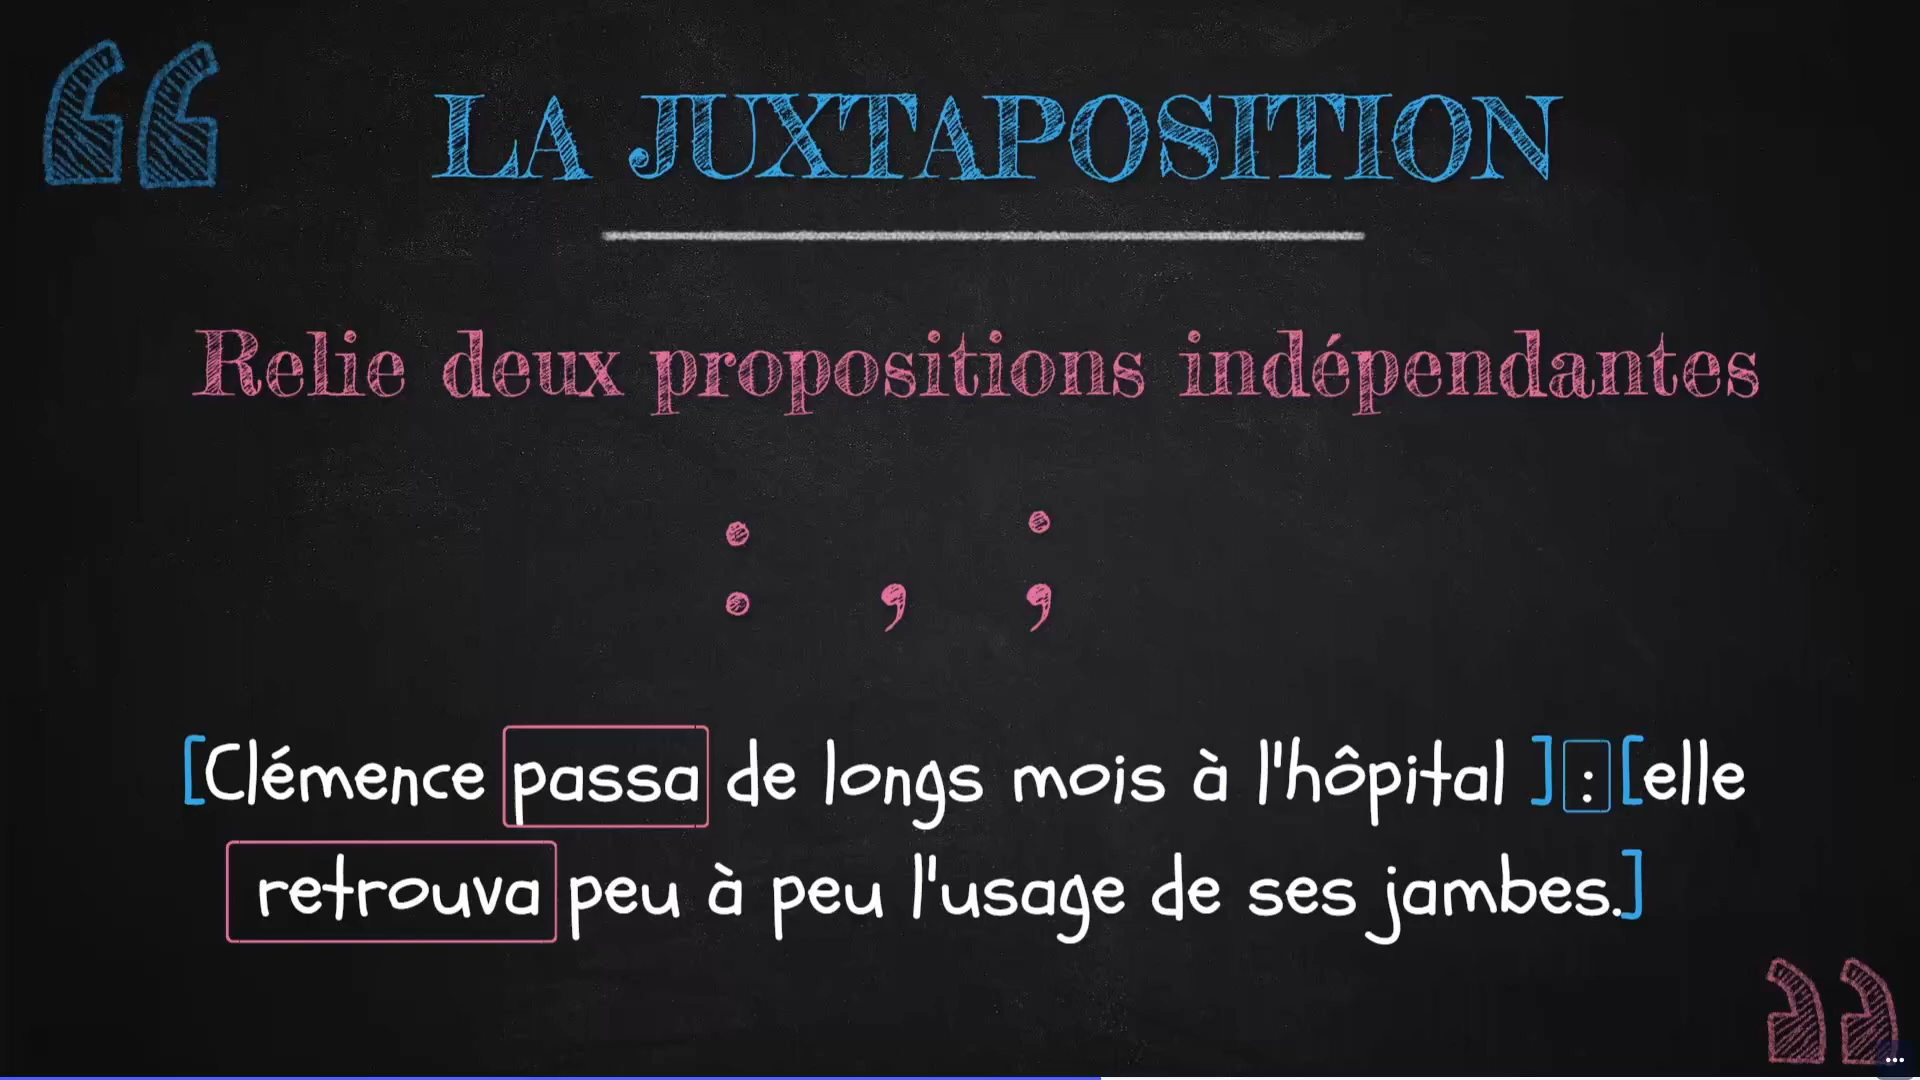 “
LA JUXTAPOSITION
Relie deux propositions indépendantes
: , ;
[Clémence passa de longs mois à l'hôpital ] : [elle
retrouva peu à peu l'usage de ses jambes.]
”
...